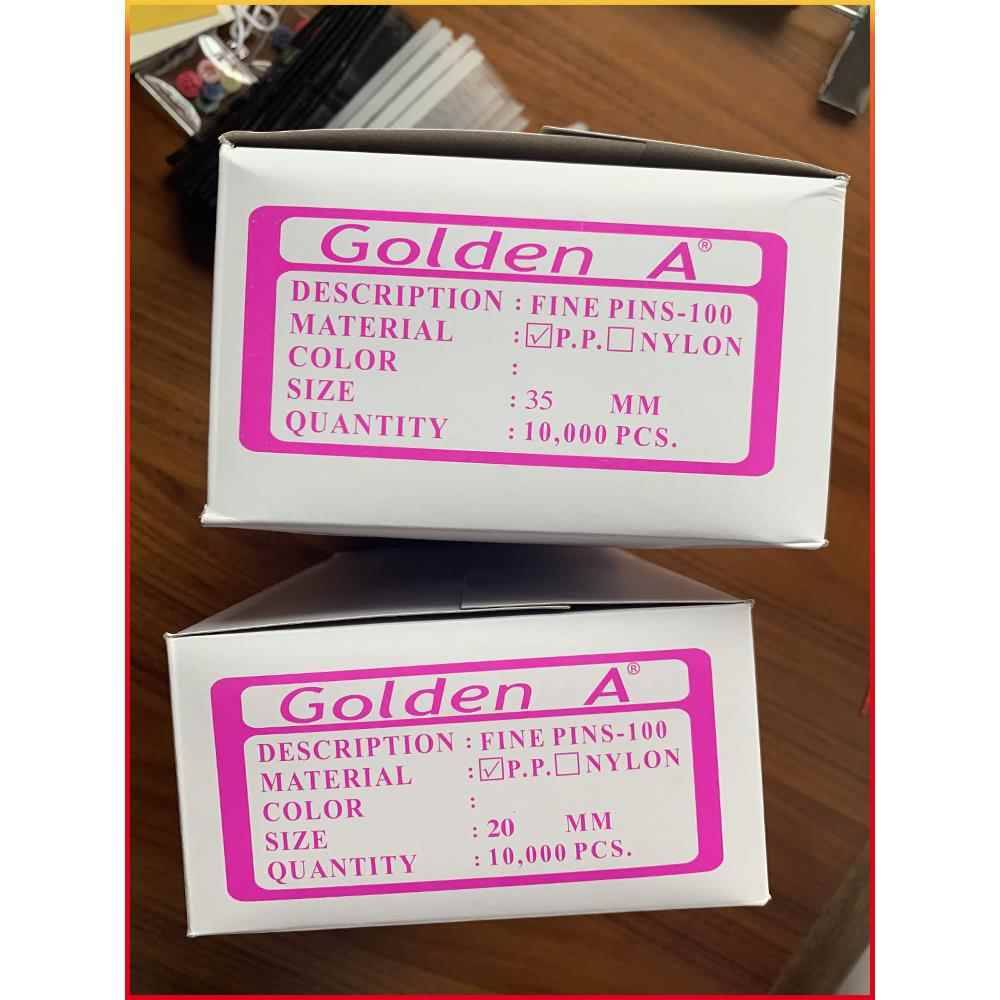 Golden A®
DESCRIPTION : FINE PINS-100
MATERIAL : ☑P.P.☐NYLON
COLOR :
SIZE : 35 MM
QUANTITY : 10,000 PCS.
Golden A®
DESCRIPTION : FINE PINS-100
MATERIAL : ☑P.P.☐NYLON
COLOR :
SIZE : 20 MM
QUANTITY : 10,000 PCS.